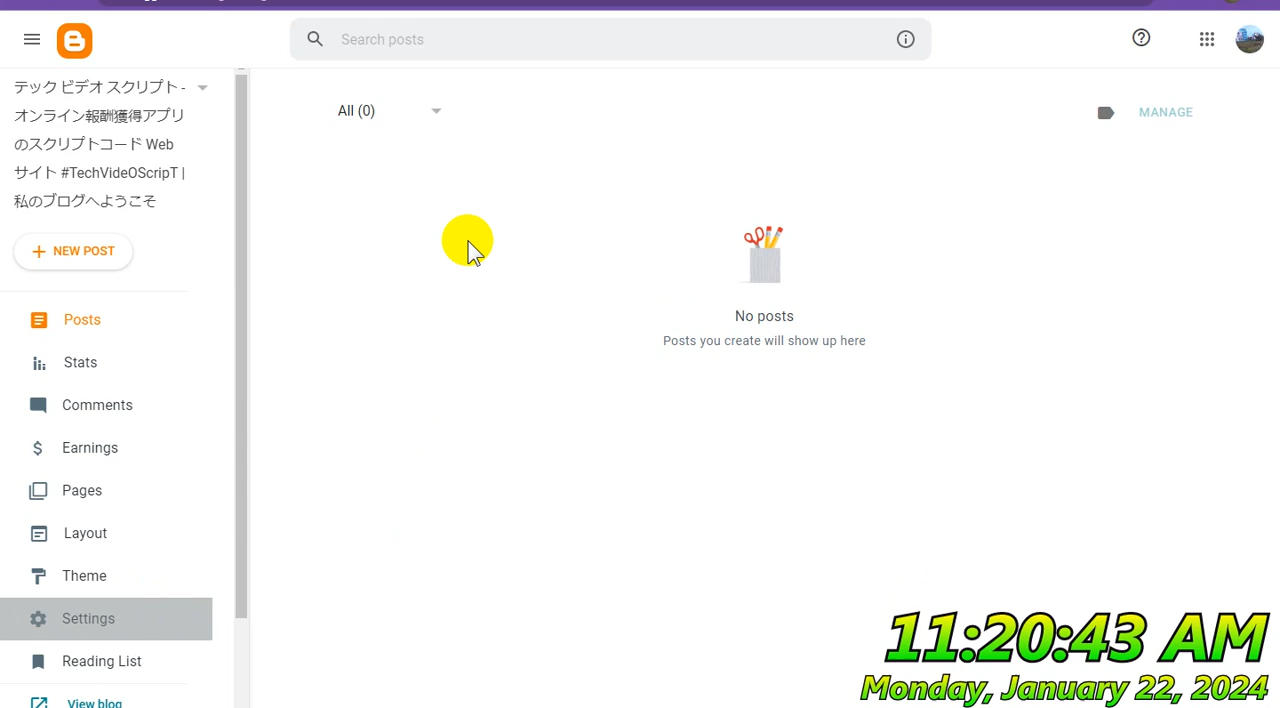 Search posts
テック ビデオ スクリプト -
オンライン報酬獲得アプリ
のスクリプトコード Web
サイト #TechVideOScripT |
私のブログへようこそ
All (0)
MANAGE
NEW POST
No posts
Posts you create will show up here
Posts
Stats
Comments
Earnings
Pages
Layout
Theme
Settings
Reading List
View blog
11:20:43 AM
Monday, January 22, 2024